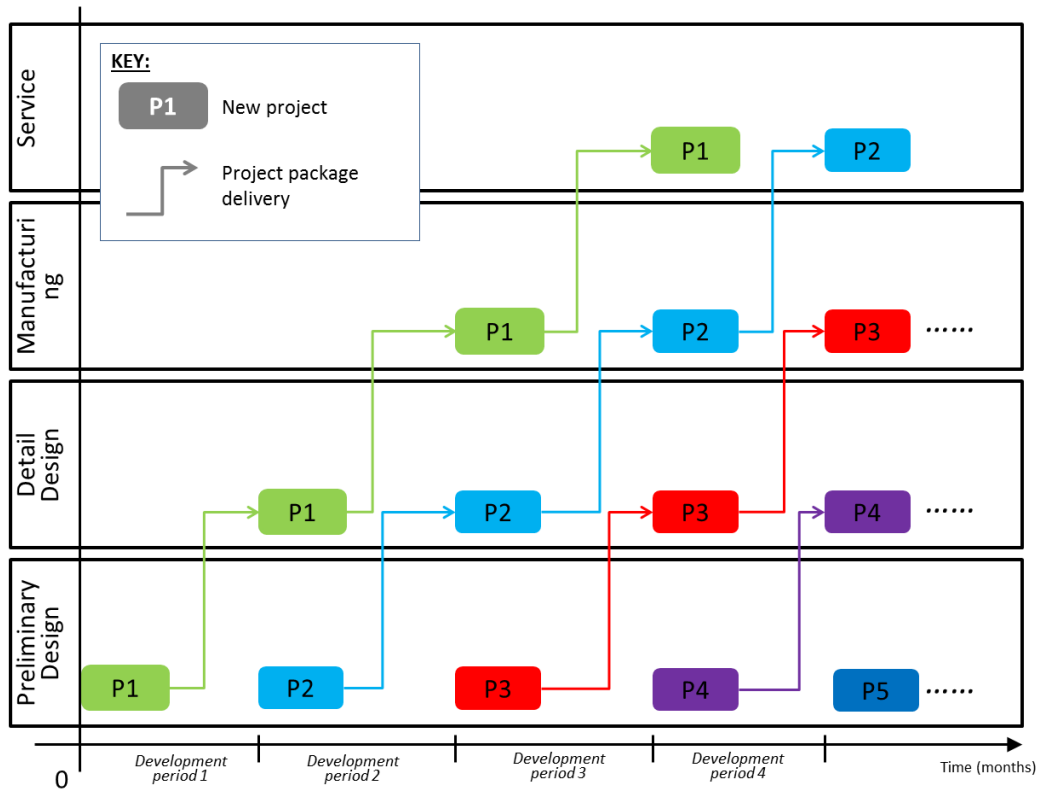 KEY:
P1
New project
Project package
delivery
Service
P1
P2
Manufacturi
ng
P1
P2
P3
......
Detail
Design
P1
P2
P3
P4
......
Preliminary
Design
P1
P2
P3
P4
P5
......
0
Development
period 1
Development
period 2
Development
period 3
Development
period 4
Time (months)